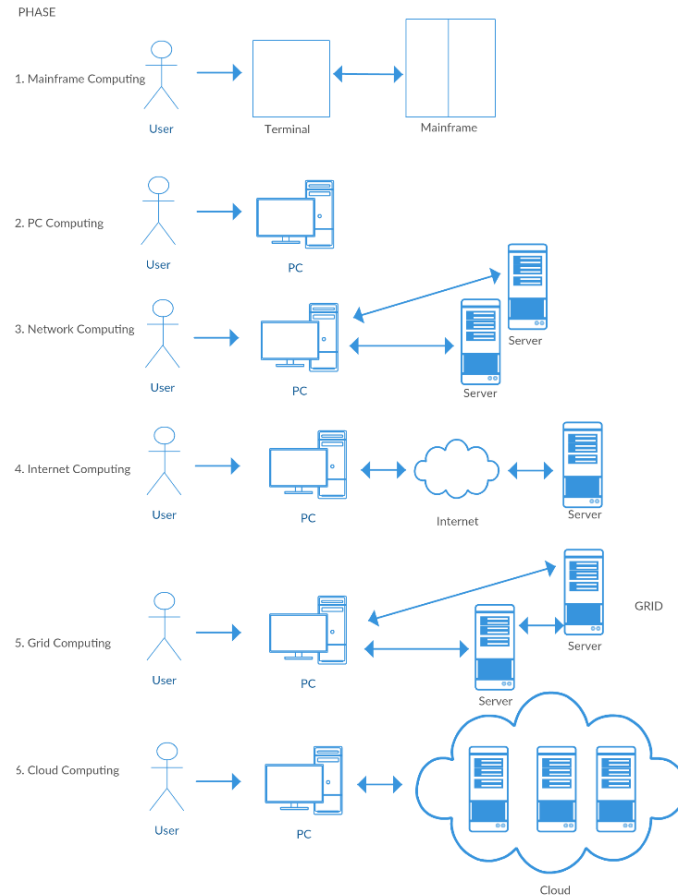 PHASE
1. Mainframe Computing
User
Terminal
Mainframe
2. PC Computing
User
PC
3. Network Computing
User
PC
Server
Server
4. Internet Computing
User
PC
Internet
Server
5. Grid Computing
User
PC
Server
Server
GRID
5. Cloud Computing
User
PC
Cloud